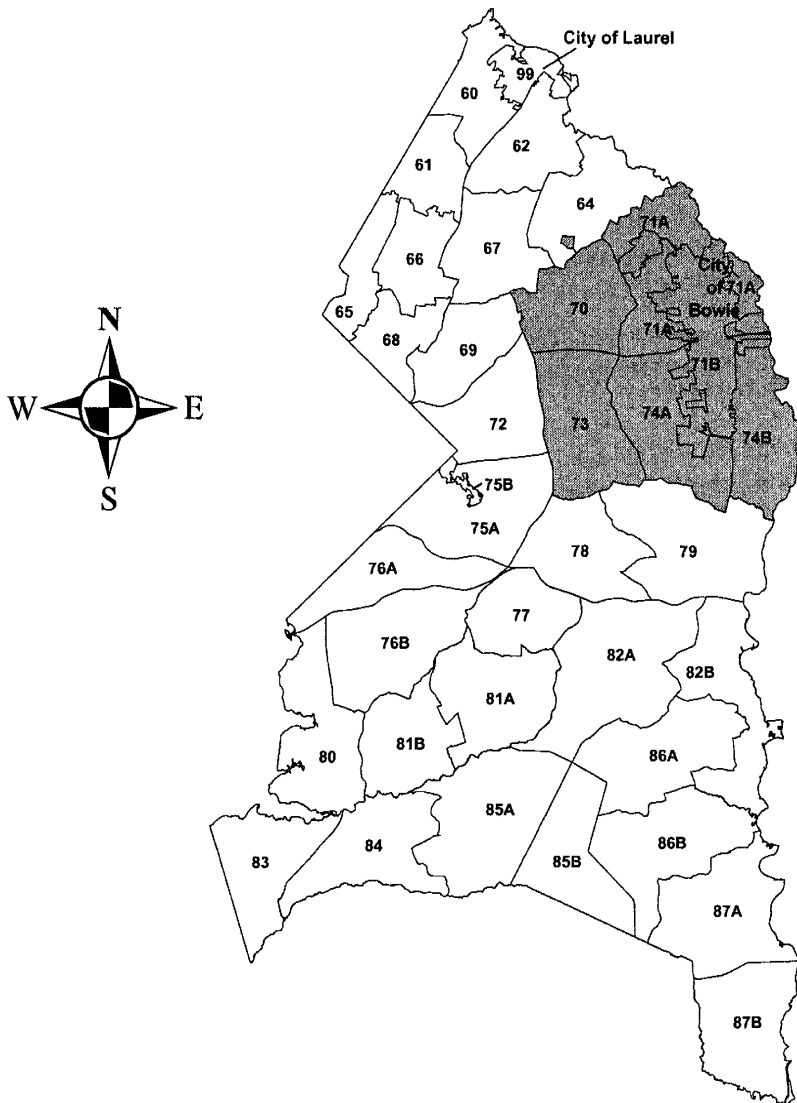 City of Laurel
99
60
62
61
64
71A
66
67
City
of 71A
65
70
Bowie
68
71A
69
71B
72
73
74A
74B
75B
75A
78
79
76A
77
76B
82A
82B
81A
80
81B
86A
85A
84
86B
83
85B
87A
87B
N
W
E
S